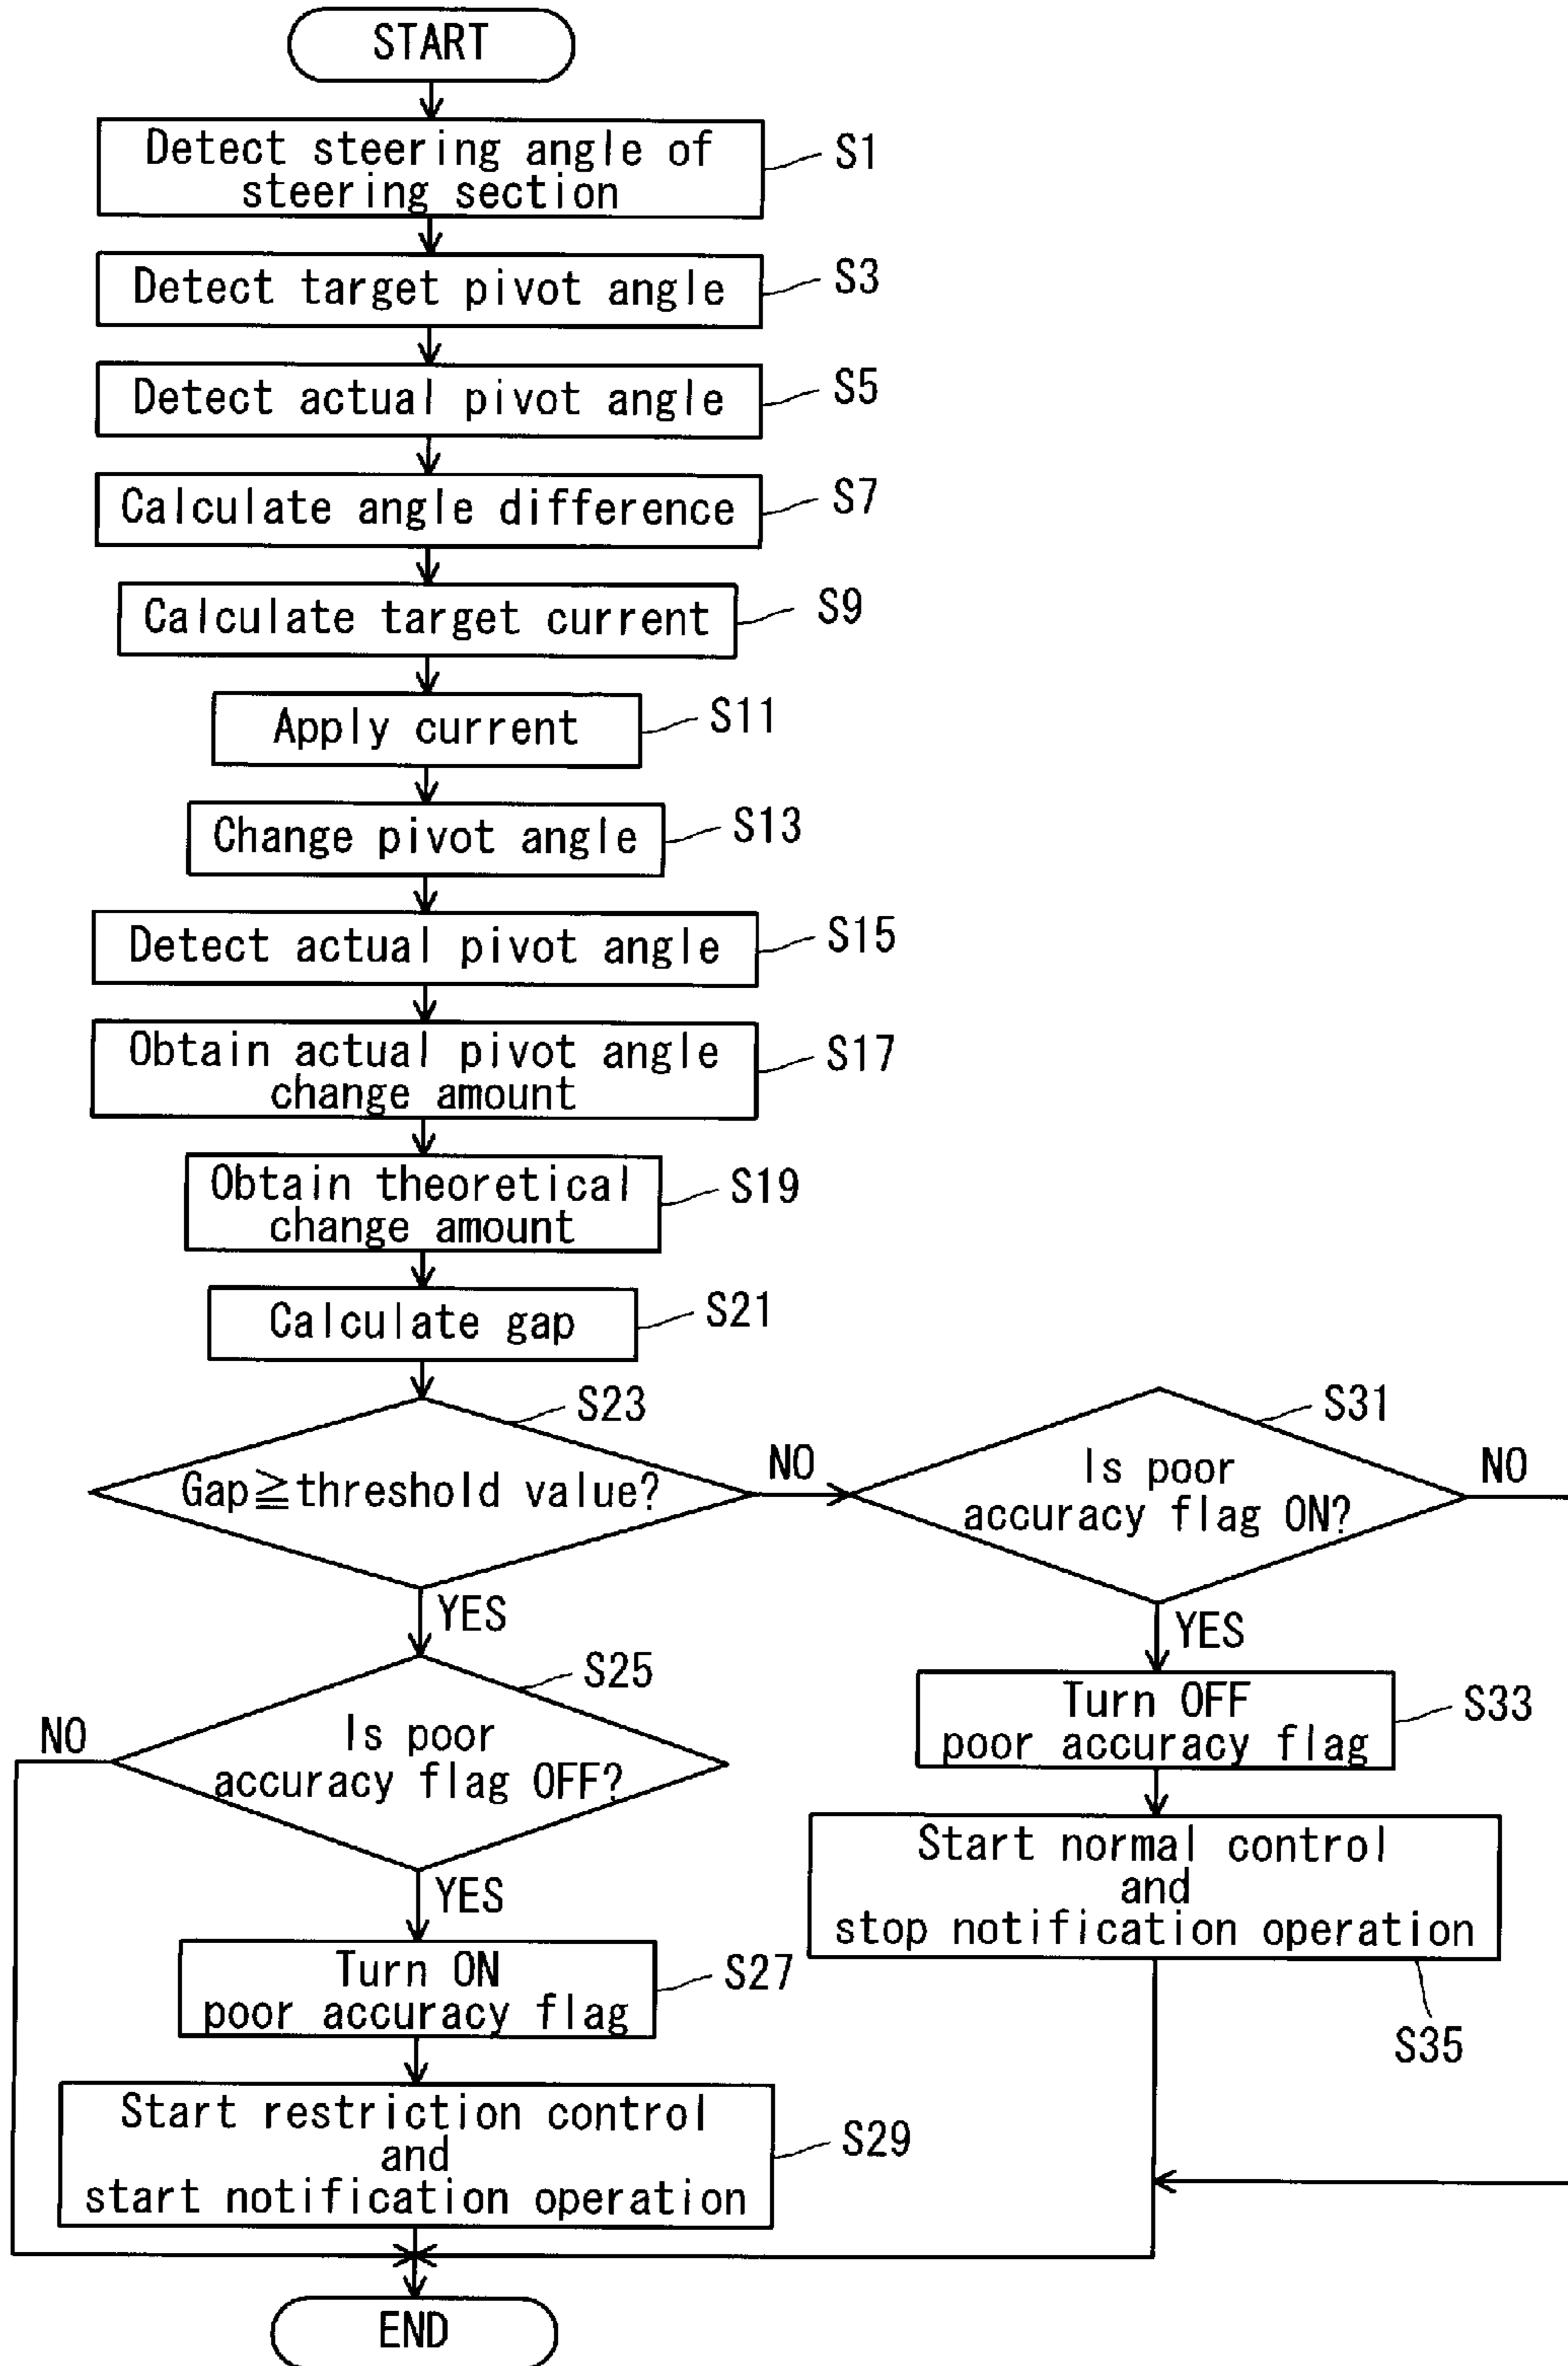 START
Detect steering angle of
steering section
S1
Detect target pivot angle
S3
Detect actual pivot angle
S5
Calculate angle difference
S7
Calculate target current
S9
Apply current
S11
Change pivot angle
S13
Detect actual pivot angle
S15
Obtain actual pivot angle
change amount
S17
Obtain theoretical
change amount
S19
Calculate gap
S21
Gap≧threshold value?
S23
NO
YES
Is poor
accuracy flag OFF?
S25
NO
YES
Turn ON
poor accuracy flag
S27
Start restriction control
and
start notification operation
S29
Is poor
accuracy flag ON?
S31
NO
YES
Turn OFF
poor accuracy flag
S33
Start normal control
and
stop notification operation
S35
END